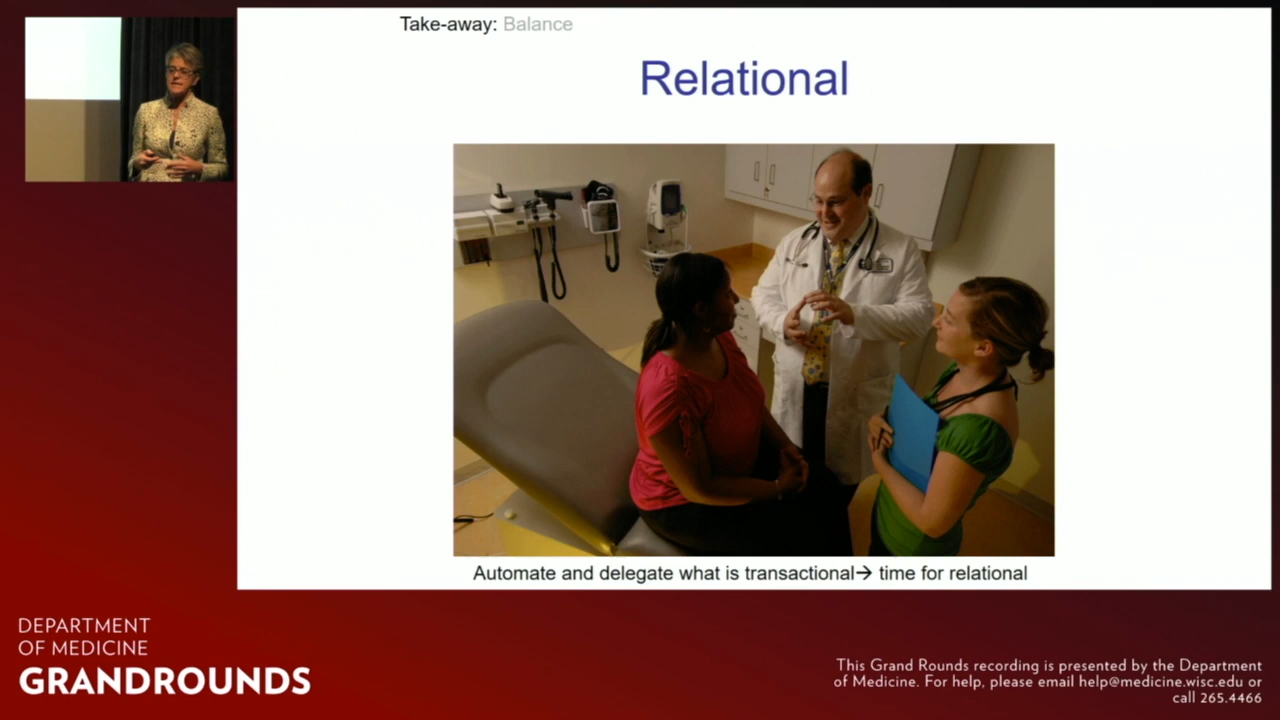 Take-away: Balance
Relational
Automate and delegate what is transactional→ time for relational
DEPARTMENT
OF MEDICINE
GRANDROUNDS
This Grand Rounds recording is presented by the Department
of Medicine. For help, please email help@medicine.wisc.edu or
call 265.4466